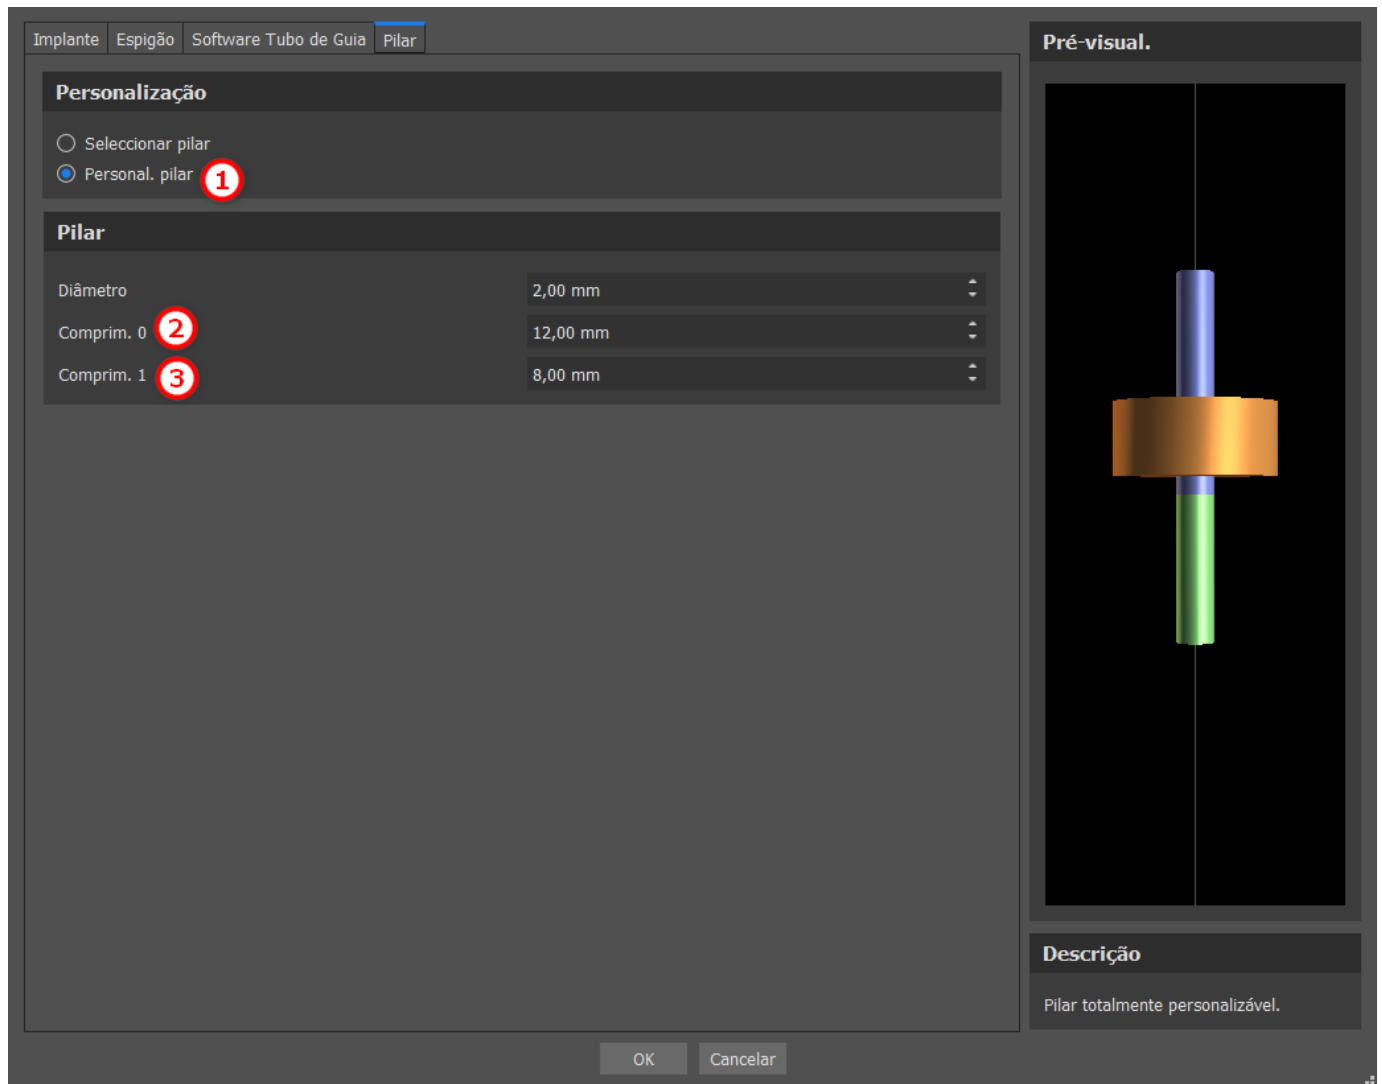 Implante Espigão Software Tubo de Guia Pilar
Personalização
Seleccionar pilar
Personal. pilar 1
Pilar
Diâmetro 2,00 mm
Comprim. 0 2 12,00 mm
Comprim. 1 3 8,00 mm
Pré-visual.
Descrição
Pilar totalmente personalizável.
OK Cancelar